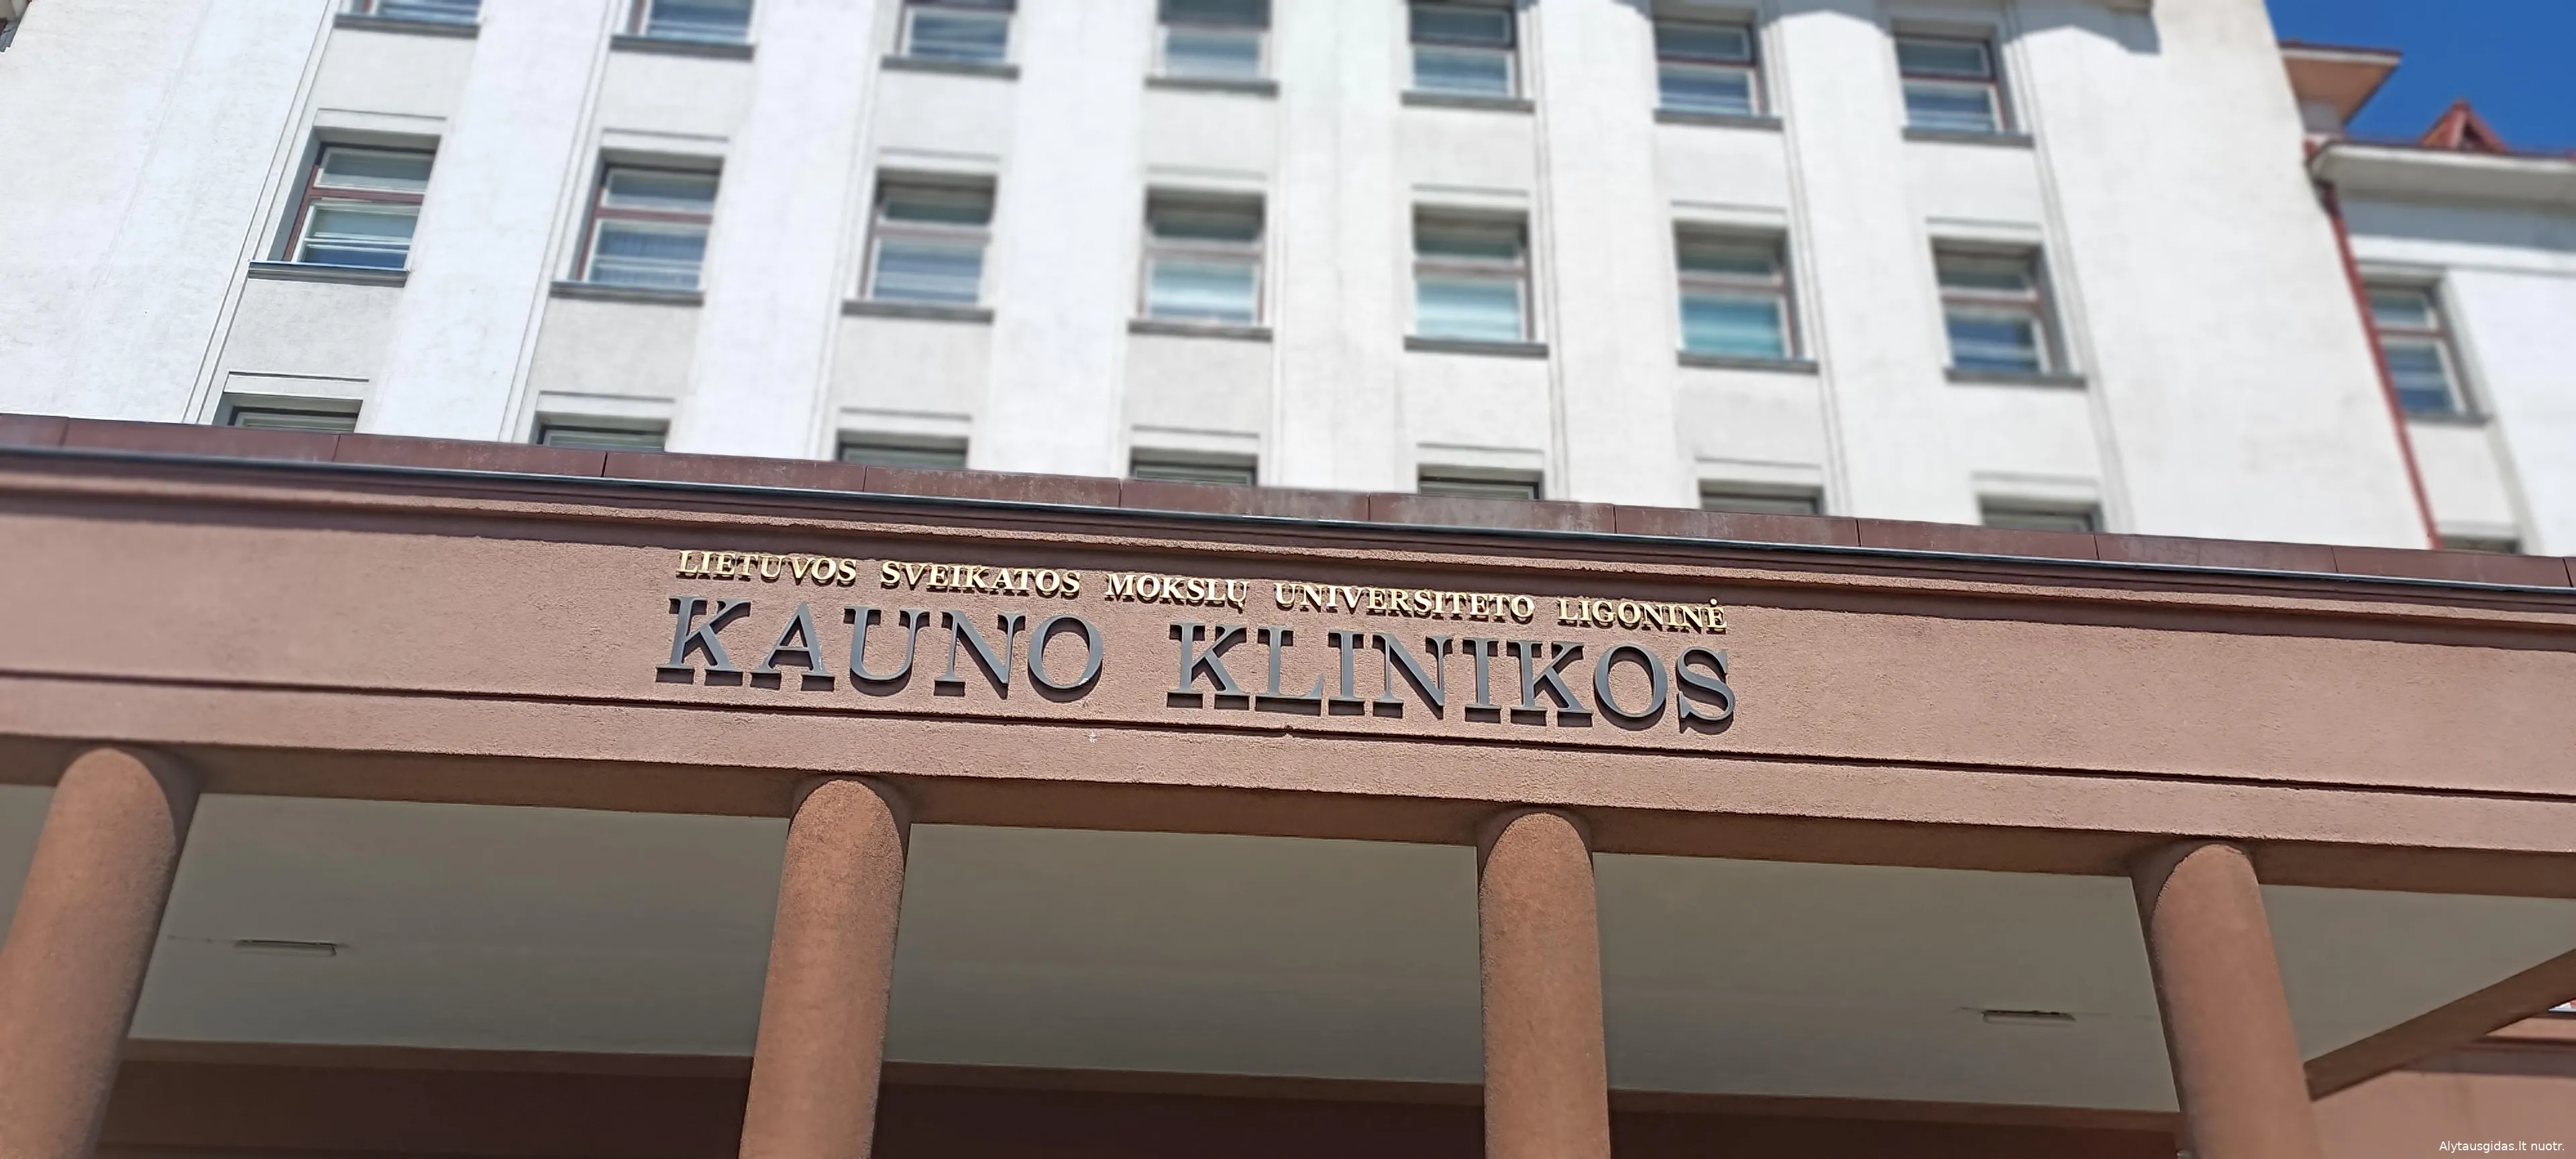 LIETUVOS SVEIKATOS MOKSLŲ UNIVERSITETO LIGONINĖ
KAUNO KLINIKOS
Alytausgidas.lt nuotr.